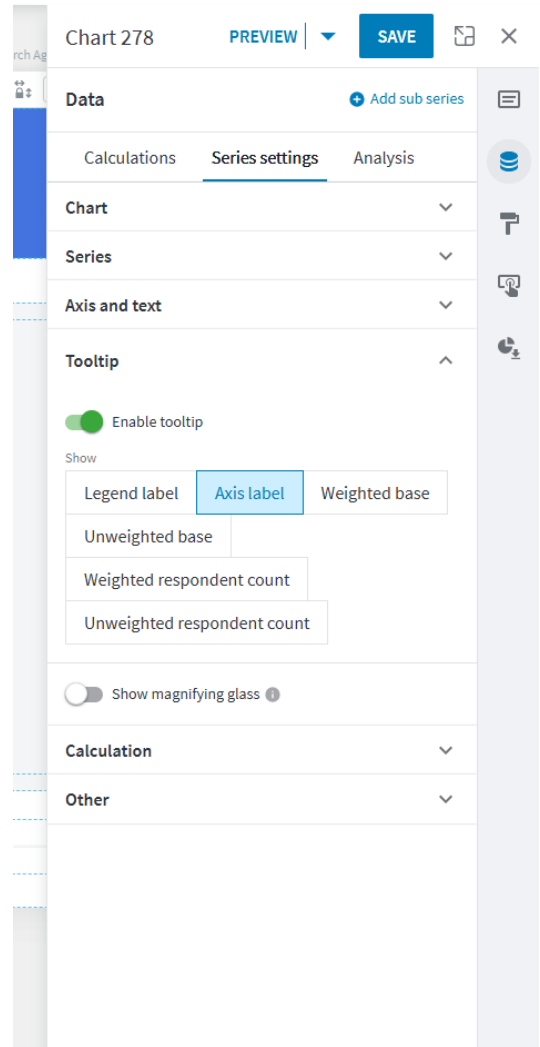 Chart 278 PREVIEW SAVE
rch Ag
Data Add sub series
Calculations Series settings Analysis
Chart
Series
Axis and text
Tooltip
Enable tooltip
Show
Legend label Axis label Weighted base
Unweighted base
Weighted respondent count
Unweighted respondent count
Show magnifying glass
Calculation
Other